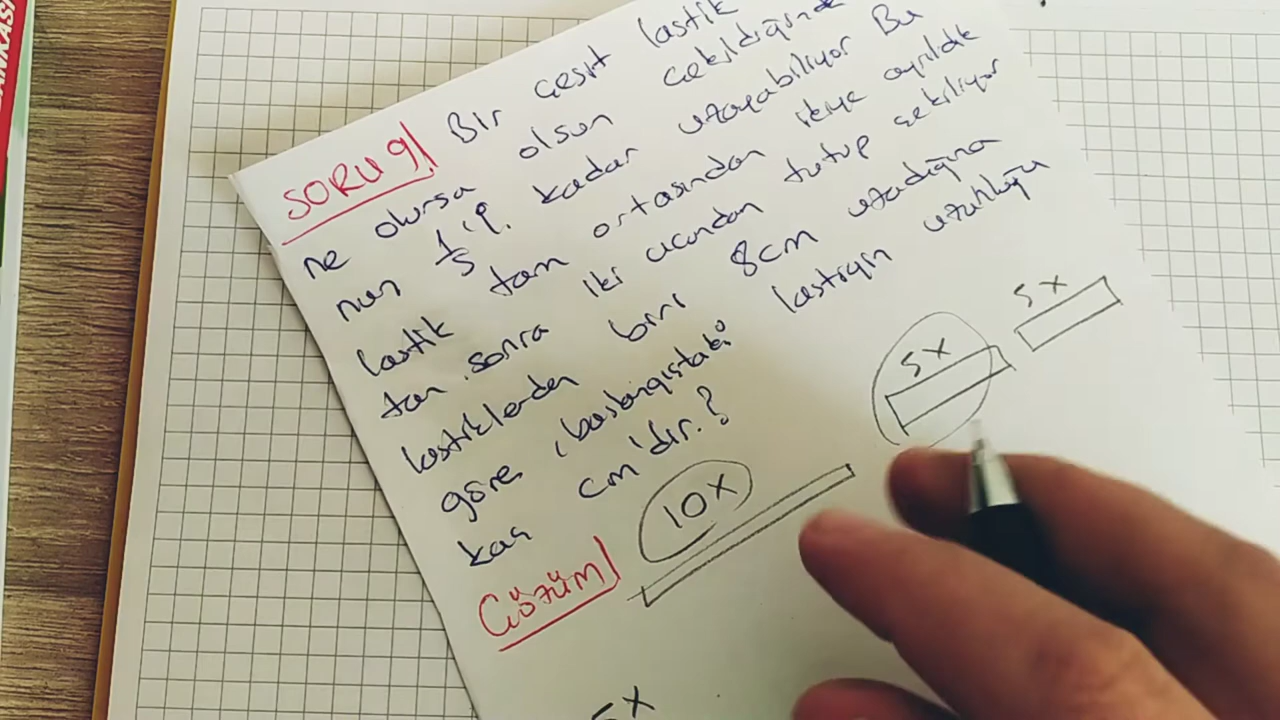 SORU 9| Bir çeşit lastik
ne olursa olsun çekildiğinde
nun 1/5 'i kadar uzayabiliyor Bu
lastik tam ortasından ikiye ayrıldık
tan sonra iki ucundan tutup çekiliyor
lastiklerden biri 8cm uzadığına
göre, başlangıçtaki lastiğin uzunluğu
kaç cm'dir.?
ÇÖZÜM|
10x
5x
5x
5x